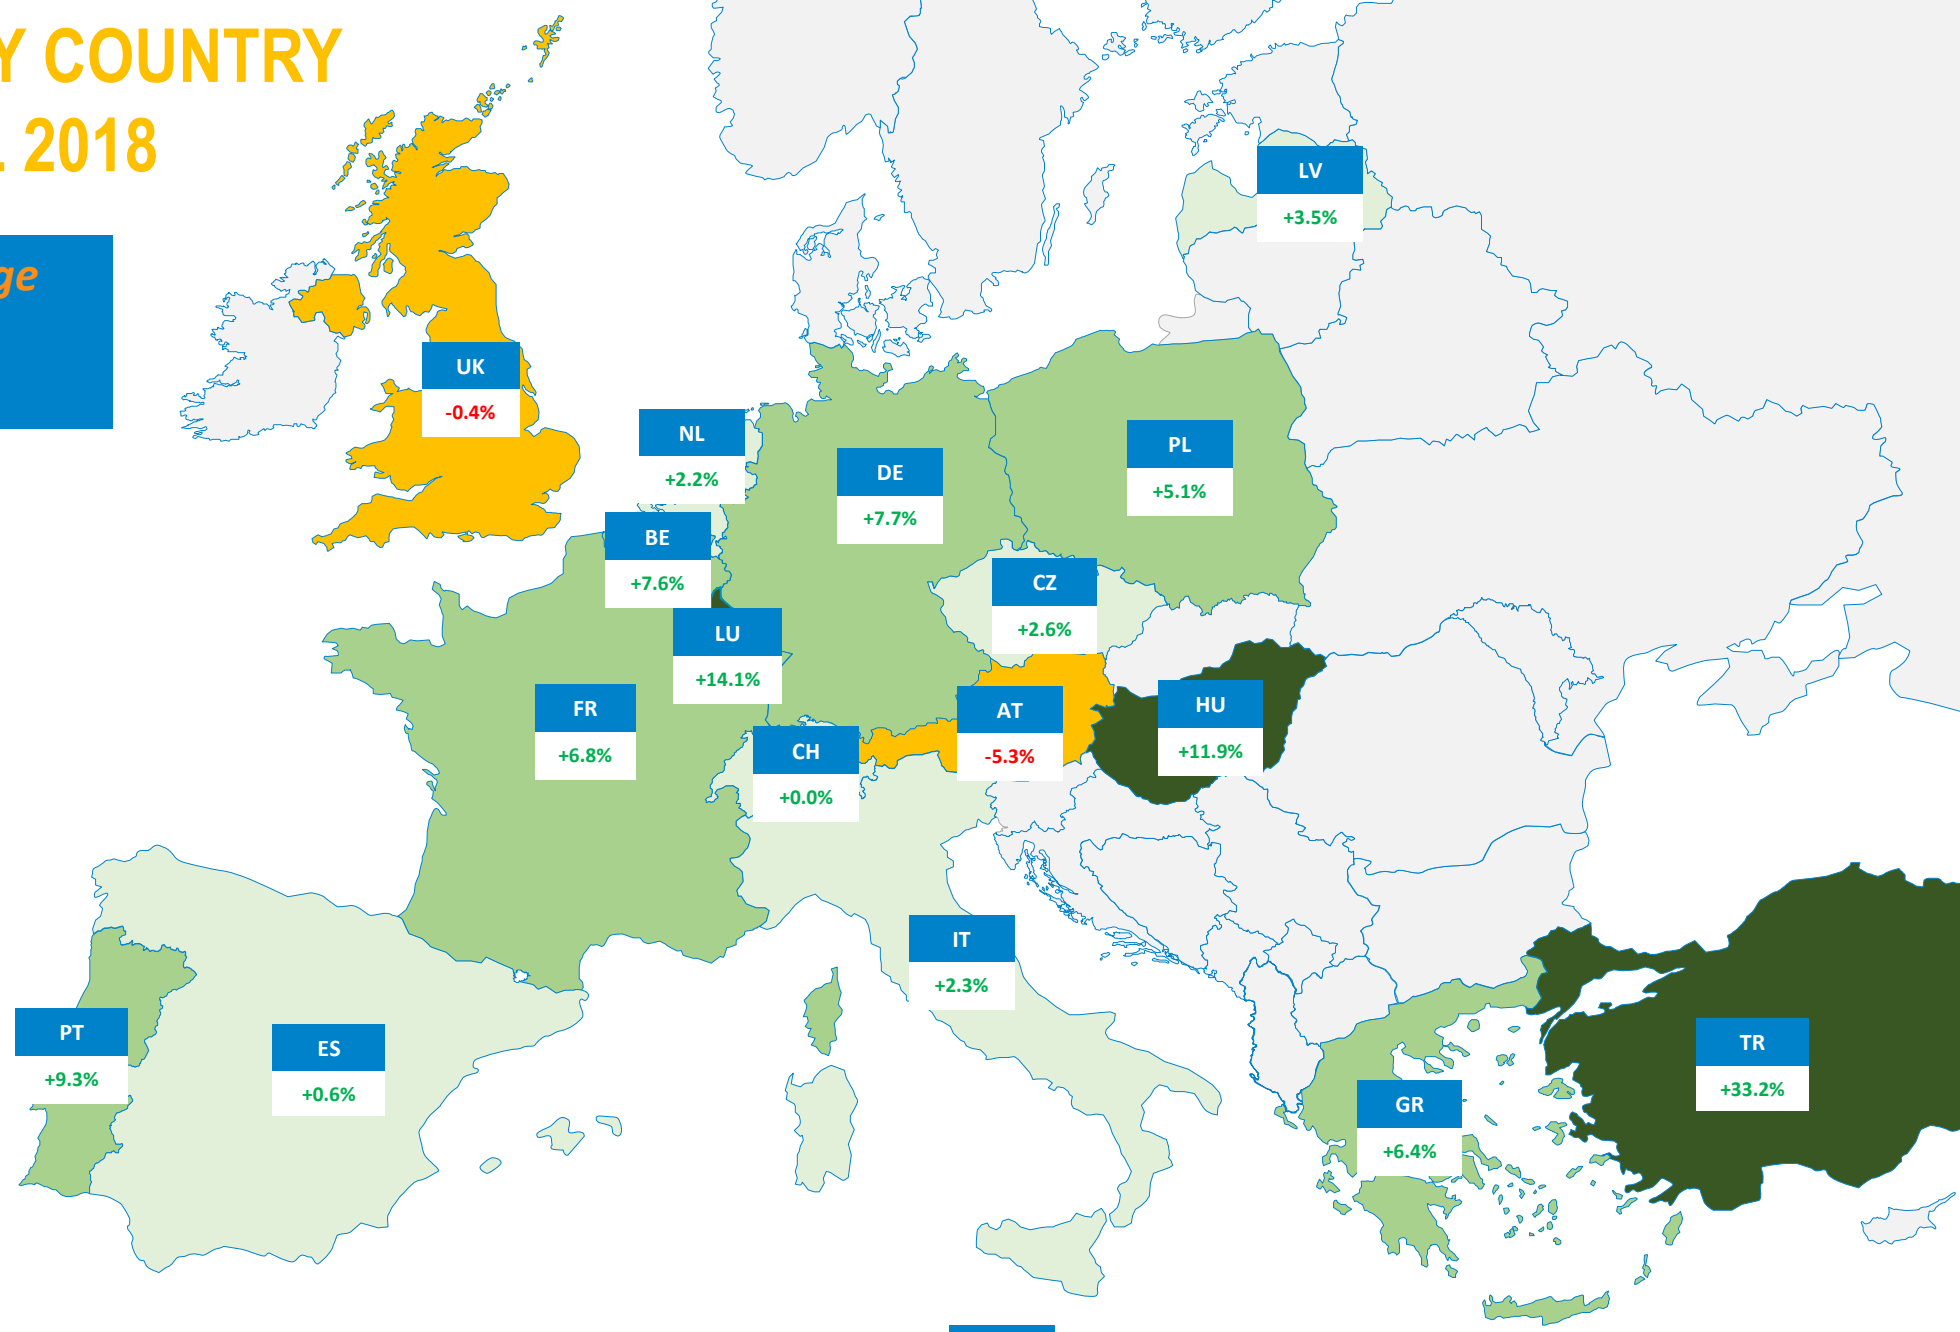 Y COUNTRY
2018
ge
LV
+3.5%
UK
-0.4%
NL
+2.2%
DE
+7.7%
PL
+5.1%
BE
+7.6%
CZ
+2.6%
LU
+14.1%
FR
+6.8%
AT
-5.3%
HU
+11.9%
CH
+0.0%
IT
+2.3%
PT
+9.3%
ES
+0.6%
TR
+33.2%
GR
+6.4%